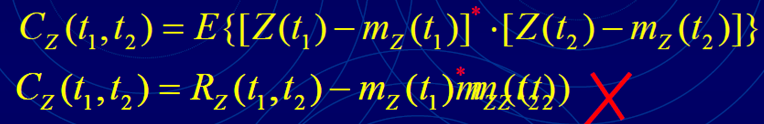 C_Z(t_1,t_2) = E{[Z(t_1) − m_Z(t_1)]^*·[Z(t_2) − m_Z(t_2)]}
C_Z(t_1,t_2) = R_Z(t_1,t_2) − m_Z(t_1)^*